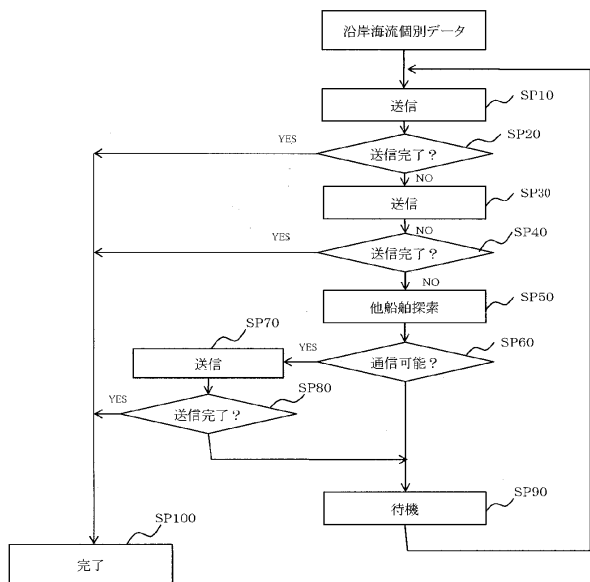 沿岸海流個別データ
SP10
送信
YES
SP20
送信完了？
NO
SP30
送信
YES
NO
SP40
送信完了？
NO
SP50
他船舶探索
SP70
送信
YES
SP60
通信可能？
SP80
YES
送信完了？
SP90
待機
SP100
完了